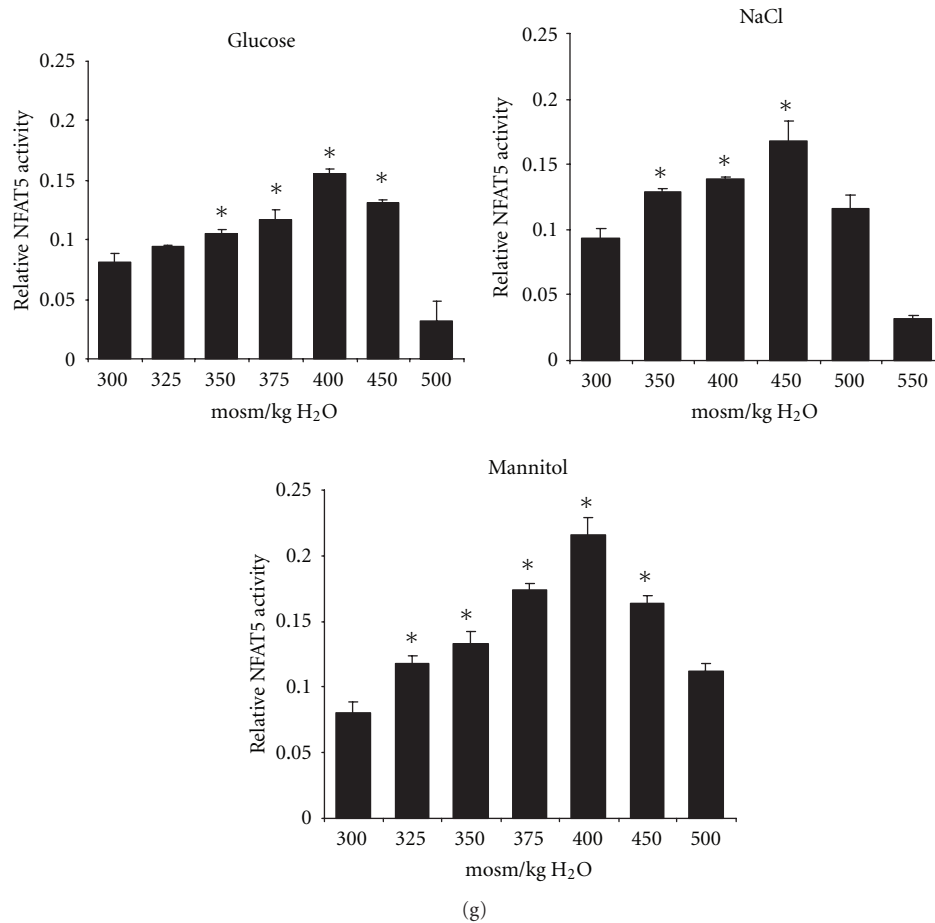 Glucose
Relative NFAT5 activity
0.25
0.2
0.15
0.1
0.05
0
* * * *
300 325 350 375 400 450 500
mosm/kg H₂O
NaCl
Relative NFAT5 activity
0.25
0.2
0.15
0.1
0.05
0
* * *
300 350 400 450 500 550
mosm/kg H₂O
Mannitol
Relative NFAT5 activity
0.25
0.2
0.15
0.1
0.05
0
* * * * *
300 325 350 375 400 450 500
mosm/kg H₂O
(g)